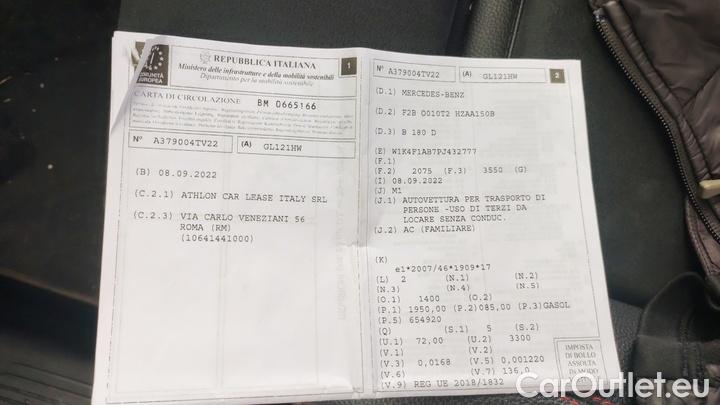 COMUNITÀ
EUROPEA
REPUBBLICA ITALIANA
Ministero delle infrastrutture e della mobilità sostenibili
Dipartimento per la mobilità sostenibile
1
CARTA DI CIRCOLAZIONE BM 0665166
N° A379004TV22 (A) GL121HW
(B) 08.09.2022
(C.2.1) ATHLON CAR LEASE ITALY SRL
(C.2.3) VIA CARLO VENEZIANI 56
ROMA (RM)
(10641441000)
N° A379004TV22 (A) GL121HW 2
(D.1) MERCEDES-BENZ
(D.2) F2B O010T2 HZAA150B
(D.3) B 180 D
(E) W1K4F1AB7PJ432777
(F.1)
(F.2) 2075 (F.3) 3550 (G)
(I) 08.09.2022
(J) M1
(J.1) AUTOVETTURA PER TRASPORTO DI
PERSONE -USO DI TERZI DA
LOCARE SENZA CONDUC.
(J.2) AC (FAMILIARE)
(K)
e1*2007/46*1909*17
(L) 2 (N.1) (N.2)
(N.3) (N.4) (N.5)
(O.1) 1400 (O.2)
(P.1) 1950,00 (P.2)085,00 (P.3)GASOL
(P.5) 654920
(Q) (S.1) 5 (S.2)
(U.1) 72,00 (U.2) 3300
(V.1) (V.2)
(V.3) 0,0168 (V.5) 0,001220
(V.6) (V.7) 136,0
(V.9) REG UE 2018/1832
IMPOSTA
DI BOLLO
ASSOLTA
DI MODO
CarOutlet.eu